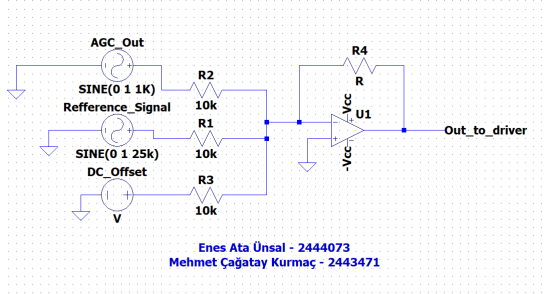 AGC_Out
R4
R2
R
SINE(0 1 1K)
10k
Vcc
U1
Refference_Signal
R1
Out_to_driver
SINE(0 1 25k)
10k
-Vcc
DC_Offset
R3
V
10k
Enes Ata Ünsal - 2444073
Mehmet Çağatay Kurmaç - 2443471